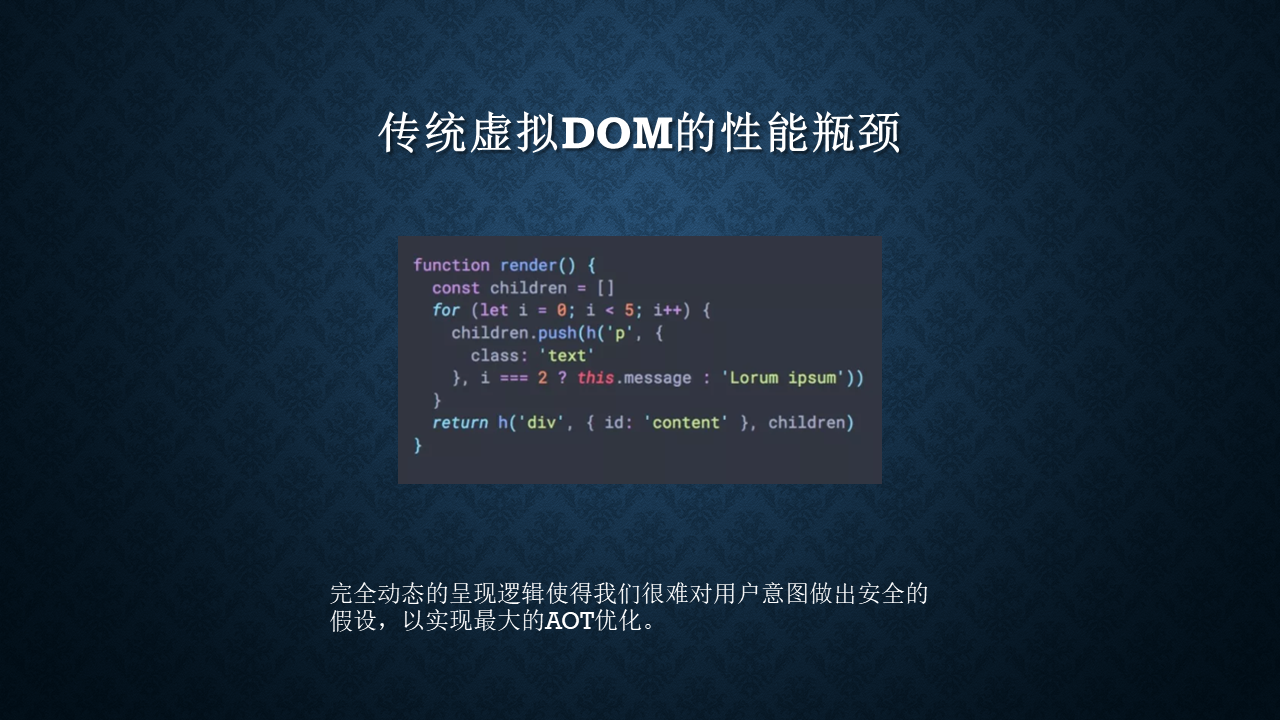 传统虚拟DOM的性能瓶颈
function render() {
  const children = []
  for (let i = 0; i < 5; i++) {
    children.push(h('p', {
      class: 'text'
    }, i === 2 ? this.message : 'Lorum ipsum'))
  }
  return h('div', { id: 'content' }, children)
}
完全动态的呈现逻辑使得我们很难对用户意图做出安全的
假设，以实现最大的AOT优化。